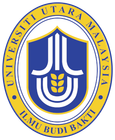 UNIVERSITI UTARA MALAYSIA
• ILMU BUDI BAKTI •